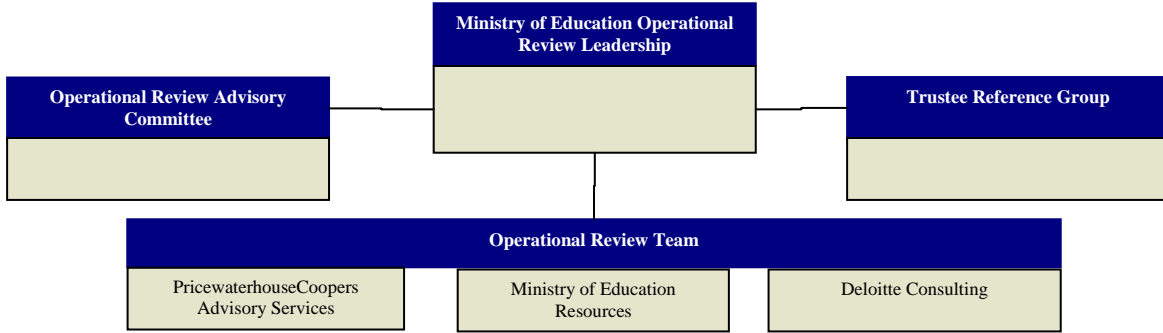 Ministry of Education Operational
Review Leadership
Operational Review Advisory
Committee
Trustee Reference Group
Operational Review Team
PricewaterhouseCoopers
Advisory Services
Ministry of Education
Resources
Deloitte Consulting